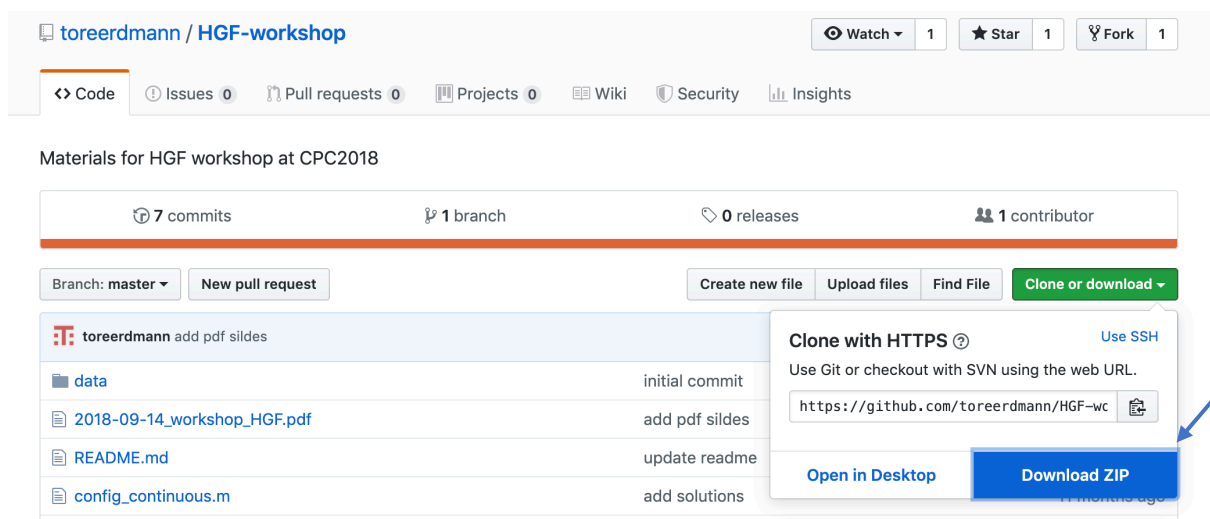 toreerdmann / HGF-workshop
Watch 1 Star 1 Fork 1
Code Issues 0 Pull requests 0 Projects 0 Wiki Security Insights
Materials for HGF workshop at CPC2018
7 commits 1 branch 0 releases 1 contributor
Branch: master New pull request Create new file Upload files Find File Clone or download
toreerdmann add pdf sildes
Clone with HTTPS ? Use SSH
Use Git or checkout with SVN using the web URL.
data initial commit
https://github.com/toreerdmann/HGF-wo
2018-09-14_workshop_HGF.pdf add pdf sildes
README.md update readme
Open in Desktop Download ZIP
config_continuous.m add solutions months ago